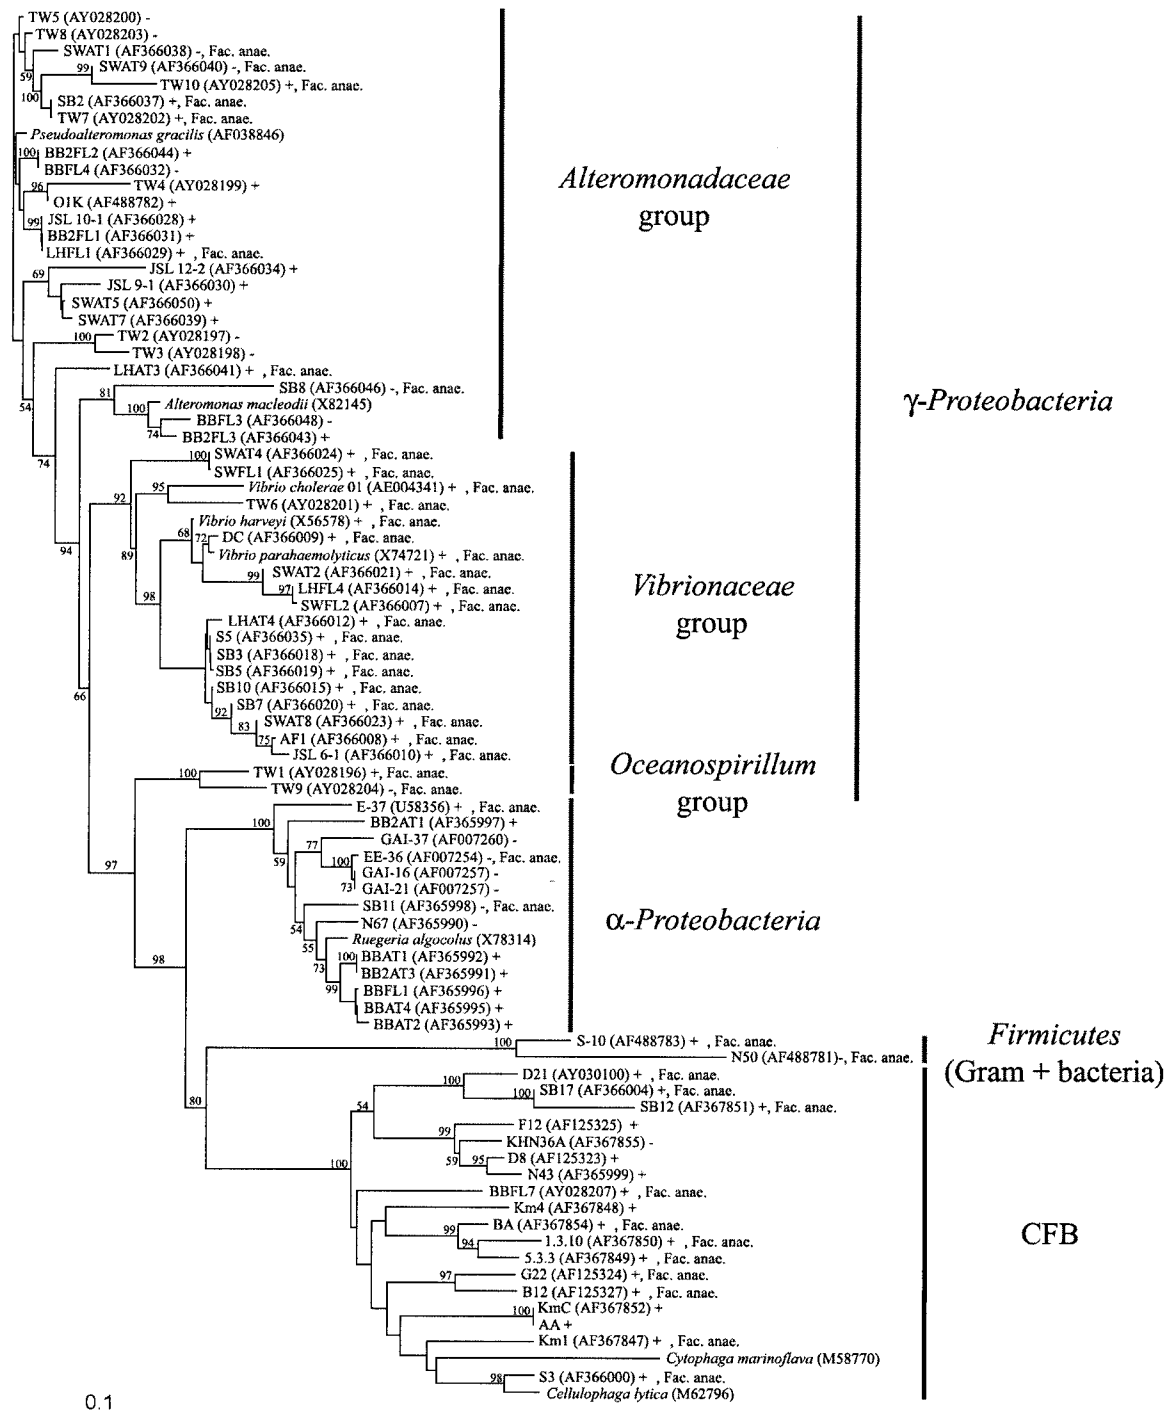 TW5 (AY028200) -
TW8 (AY028203) -
SWAT1 (AF366038) -, Fac. anae.
59
99
SWAT9 (AF366040) -, Fac. anae.
TW10 (AY028205) +, Fac. anae.
100
SB2 (AF366037) +, Fac. anae.
TW7 (AY028202) +, Fac. anae.
Pseudoalteromonas gracilis (AF038846)
100
BB2FL2 (AF366044) +
BBFL4 (AF366032) -
96
TW4 (AY028199) +
O1K (AF488782) +
99
JSL 10-1 (AF366028) +
BB2FL1 (AF366031) +
LHFL1 (AF366029) + , Fac. anae.
69
JSL 12-2 (AF366034) +
JSL 9-1 (AF366030) +
SWAT5 (AF366050) +
SWAT7 (AF366039) +
100
TW2 (AY028197) -
TW3 (AY028198) -
LHAT3 (AF366041) + , Fac. anae.
81
SB8 (AF366046) -, Fac. anae.
54
100
Alteromonas macleodii (X82145)
BBFL3 (AF366048) -
74
BB2FL3 (AF366043) +
Alteromonadaceae
group
74
100
SWAT4 (AF366024) + , Fac. anae.
SWFL1 (AF366025) + , Fac. anae.
92
95
Vibrio cholerae 01 (AE004341) + , Fac. anae.
TW6 (AY028201) + , Fac. anae.
Vibrio harveyi (X56578) + , Fac. anae.
68
72
DC (AF366009) + , Fac. anae.
94
89
Vibrio parahaemolyticus (X74721) + , Fac. anae.
99
SWAT2 (AF366021) + , Fac. anae.
97
LHFL4 (AF366014) + , Fac. anae.
98
SWFL2 (AF366007) + , Fac. anae.
LHAT4 (AF366012) + , Fac. anae.
S5 (AF366035) + , Fac. anae.
SB3 (AF366018) + , Fac. anae.
SB5 (AF366019) + , Fac. anae.
66
SB10 (AF366015) + , Fac. anae.
92
SB7 (AF366020) + , Fac. anae.
83
SWAT8 (AF366023) + , Fac. anae.
75
AF1 (AF366008) + , Fac. anae.
JSL 6-1 (AF366010) + , Fac. anae.
Vibrionaceae
group
100
TW1 (AY028196) +, Fac. anae.
TW9 (AY028204) -, Fac. anae.
Oceanospirillum
group
γ-Proteobacteria
97
E-37 (U58356) + , Fac. anae.
100
BB2AT1 (AF365997) +
77
GAI-37 (AF007260) -
59
100
EE-36 (AF007254) -, Fac. anae.
GAI-16 (AF007257) -
73
GAI-21 (AF007257) -
SB11 (AF365998) -, Fac. anae.
54
N67 (AF365990) -
55
Ruegeria algocolus (X78314)
98
73
100
BBAT1 (AF365992) +
BB2AT3 (AF365991) +
99
BBFL1 (AF365996) +
BBAT4 (AF365995) +
BBAT2 (AF365993) +
α-Proteobacteria
100
S-10 (AF488783) + , Fac. anae.
N50 (AF488781)-, Fac. anae.
Firmicutes
(Gram + bacteria)
80
100
D21 (AY030100) + , Fac. anae.
100
SB17 (AF366004) +, Fac. anae.
SB12 (AF367851) +, Fac. anae.
54
99
F12 (AF125325) +
KHN36A (AF367855) -
59
95
D8 (AF125323) +
N43 (AF365999) +
100
BBFL7 (AY028207) + , Fac. anae.
Km4 (AF367848) +
99
BA (AF367854) + , Fac. anae.
94
1.3.10 (AF367850) + , Fac. anae.
5.3.3 (AF367849) + , Fac. anae.
97
G22 (AF125324) +, Fac. anae.
B12 (AF125327) + , Fac. anae.
100
KmC (AF367852) +
AA +
Km1 (AF367847) + , Fac. anae.
Cytophaga marinoflava (M58770)
98
S3 (AF366000) + , Fac. anae.
Cellulophaga lytica (M62796)
CFB
0.1